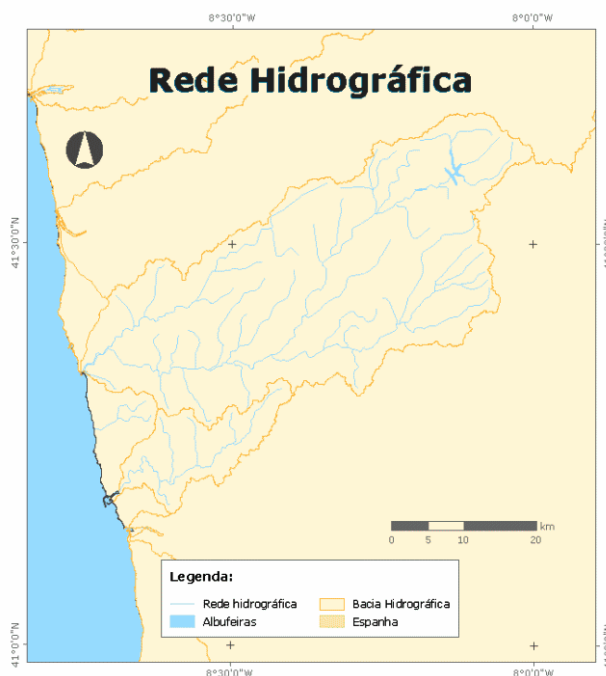 8°30'0"W 8°0'0"W
Rede Hidrográfica
41°30'0"N
km
0 5 10 20
Legenda:
Rede hidrográfica Bacia Hidrográfica
Albufeiras Espanha
41°0'0"N
8°30'0"W 8°0'0"W